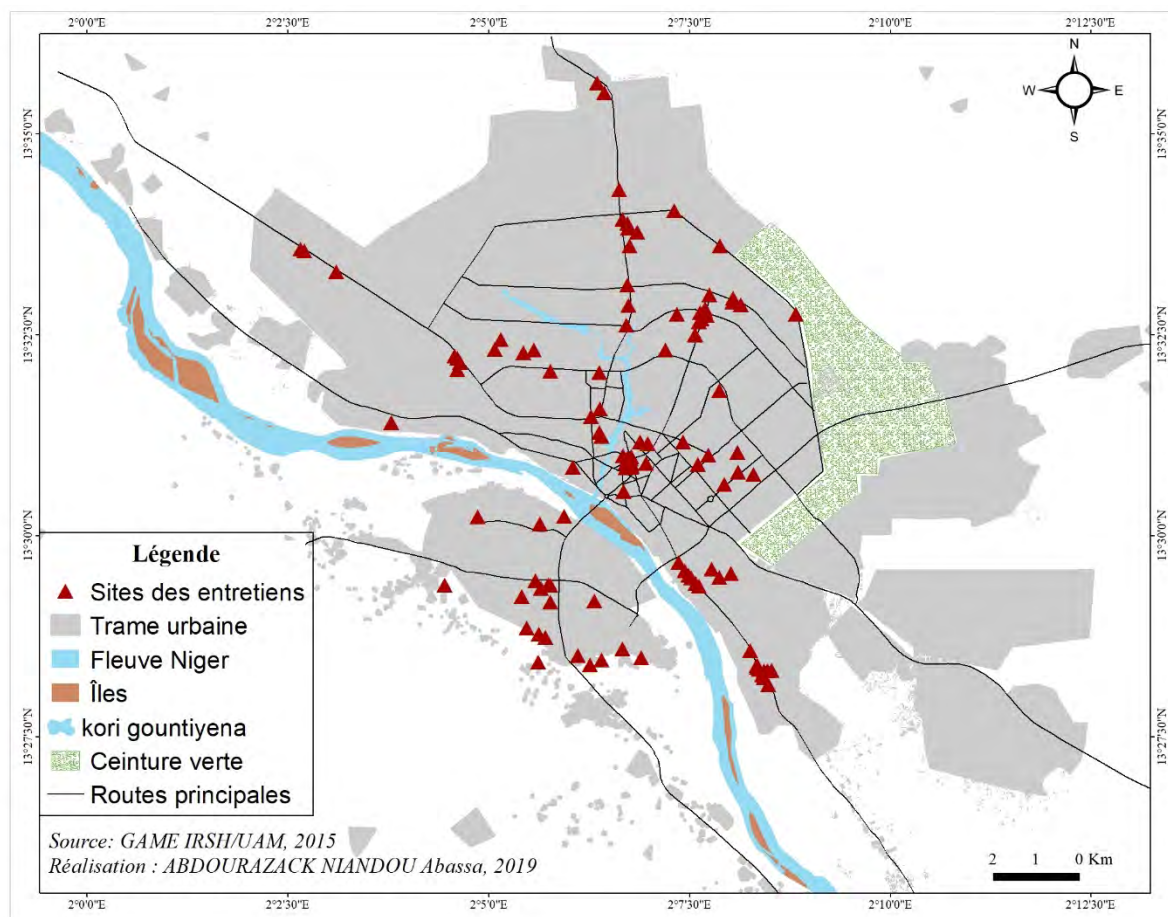 2°0'0"E 2°2'30"E 2°5'0"E 2°7'30"E 2°10'0"E 2°12'30"E
N
W E
S
13°35'0"N 13°35'0"N
13°32'30"N 13°32'30"N
13°30'0"N 13°30'0"N
13°27'30"N 13°27'30"N
Légende
Sites des entretiens
Trame urbaine
Fleuve Niger
Îles
kori gountiyena
Ceinture verte
Routes principales
Source: GAME IRSH/UAM, 2015
Réalisation : ABDOURAZACK NIANDOU Abassa, 2019
2 1 0 Km
2°0'0"E 2°2'30"E 2°5'0"E 2°7'30"E 2°10'0"E 2°12'30"E